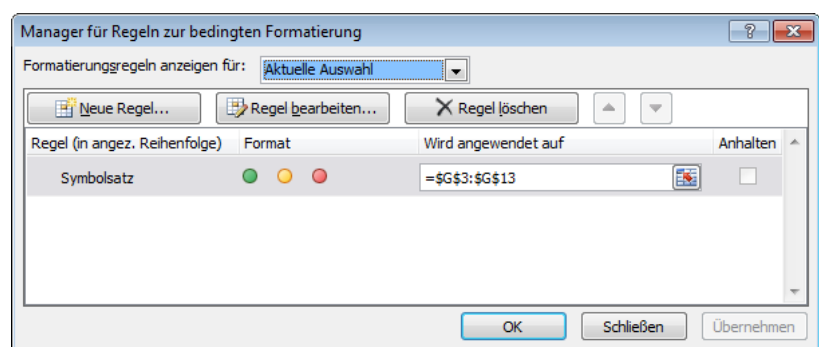 Manager für Regeln zur bedingten Formatierung
Formatierungsregeln anzeigen für: Aktuelle Auswahl
Neue Regel... Regel bearbeiten... Regel löschen
Regel (in angez. Reihenfolge) Format Wird angewendet auf Anhalten
Symbolsatz =$G$3:$G$13
OK Schließen Übernehmen